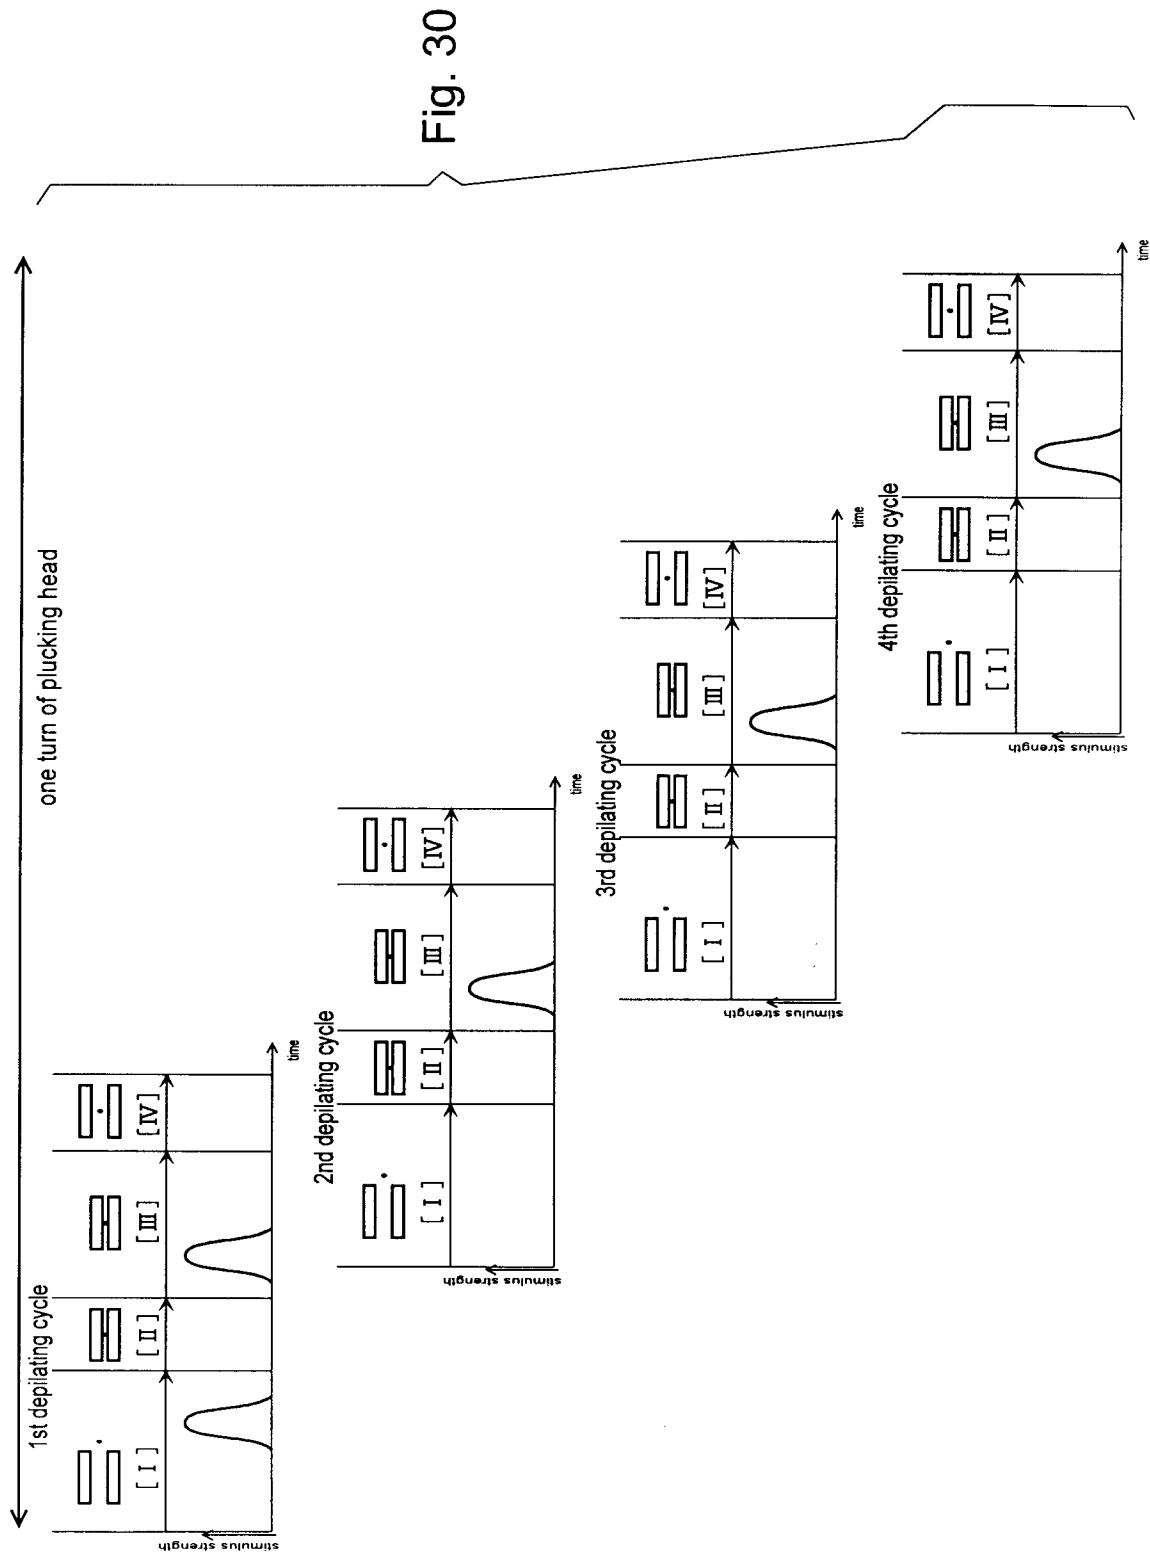 Fig. 30
one turn of plucking head
1st depilating cycle
[ I ]
[ II ]
[ III ]
[ IV ]
stimulus strength
time
2nd depilating cycle
[ I ]
[ II ]
[ III ]
[ IV ]
stimulus strength
time
3rd depilating cycle
[ I ]
[ II ]
[ III ]
[ IV ]
stimulus strength
time
4th depilating cycle
[ I ]
[ II ]
[ III ]
[ IV ]
stimulus strength
time